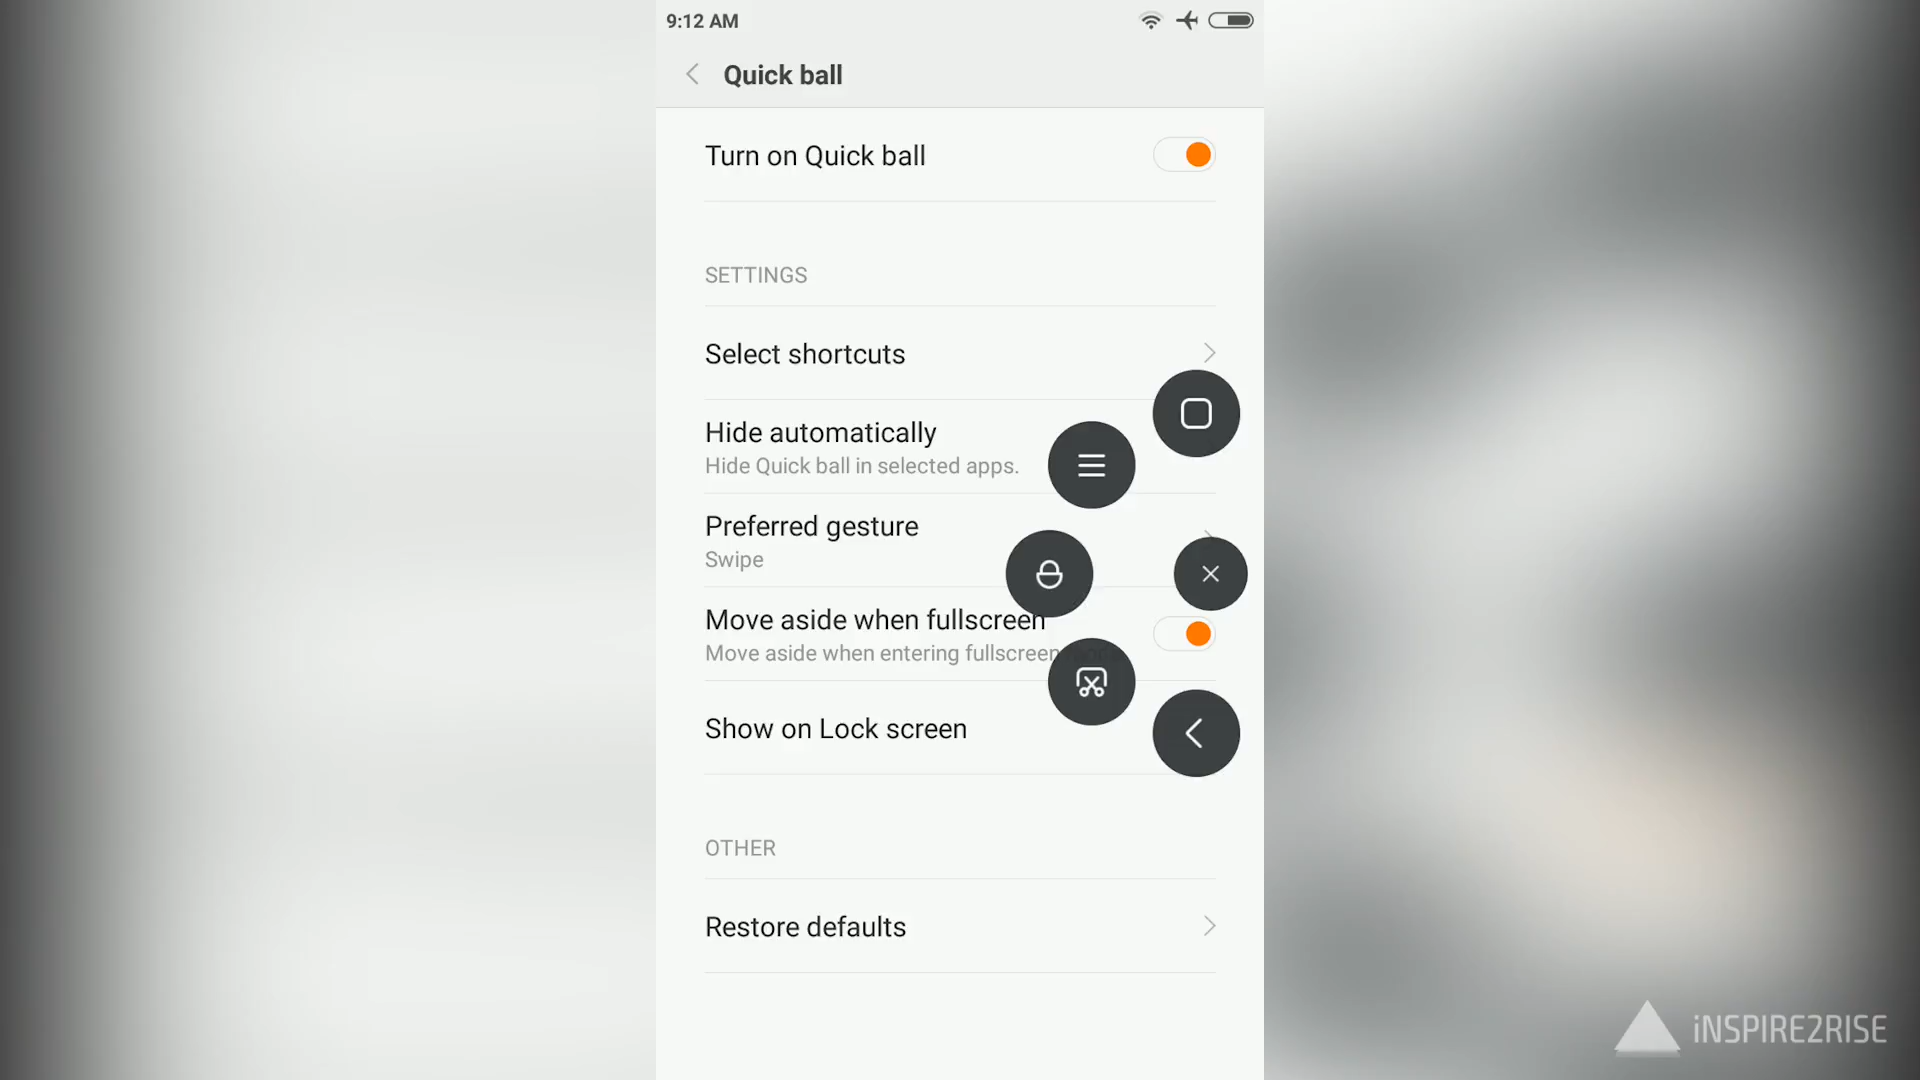 9:12 AM
Quick ball
Turn on Quick ball
SETTINGS
Select shortcuts
Hide automatically
Hide Quick ball in selected apps.
Preferred gesture
Swipe
Move aside when fullscreen
Move aside when entering fullscreen
Show on Lock screen
OTHER
Restore defaults
iNSPIRE2RISE